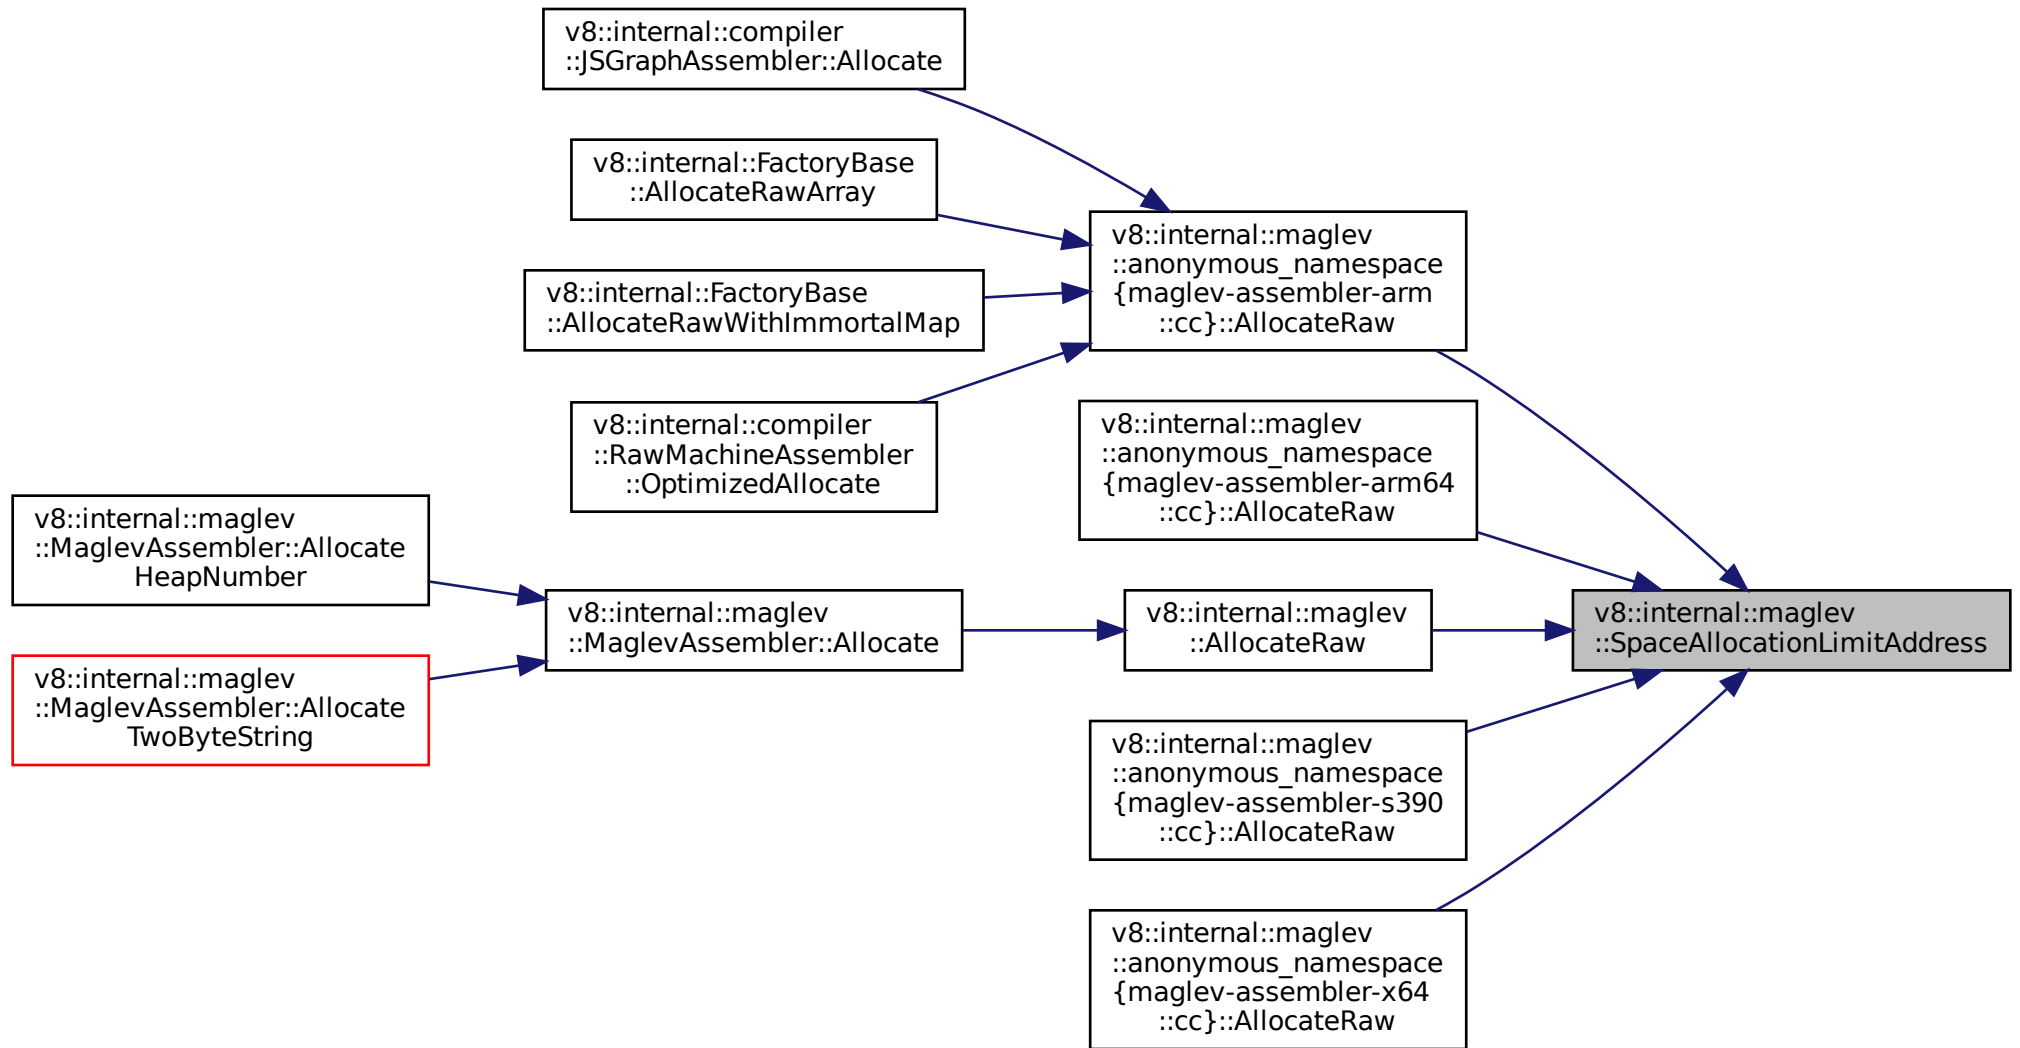 v8::internal::compiler
::JSGraphAssembler::Allocate
v8::internal::FactoryBase
::AllocateRawArray
v8::internal::FactoryBase
::AllocateRawWithImmortalMap
v8::internal::compiler
::RawMachineAssembler
::OptimizedAllocate
v8::internal::maglev
::MaglevAssembler::Allocate
HeapNumber
v8::internal::maglev
::MaglevAssembler::Allocate
TwoByteString
v8::internal::maglev
::MaglevAssembler::Allocate
v8::internal::maglev
::anonymous_namespace
{maglev-assembler-arm
::cc}::AllocateRaw
v8::internal::maglev
::anonymous_namespace
{maglev-assembler-arm64
::cc}::AllocateRaw
v8::internal::maglev
::AllocateRaw
v8::internal::maglev
::anonymous_namespace
{maglev-assembler-s390
::cc}::AllocateRaw
v8::internal::maglev
::anonymous_namespace
{maglev-assembler-x64
::cc}::AllocateRaw
v8::internal::maglev
::SpaceAllocationLimitAddress